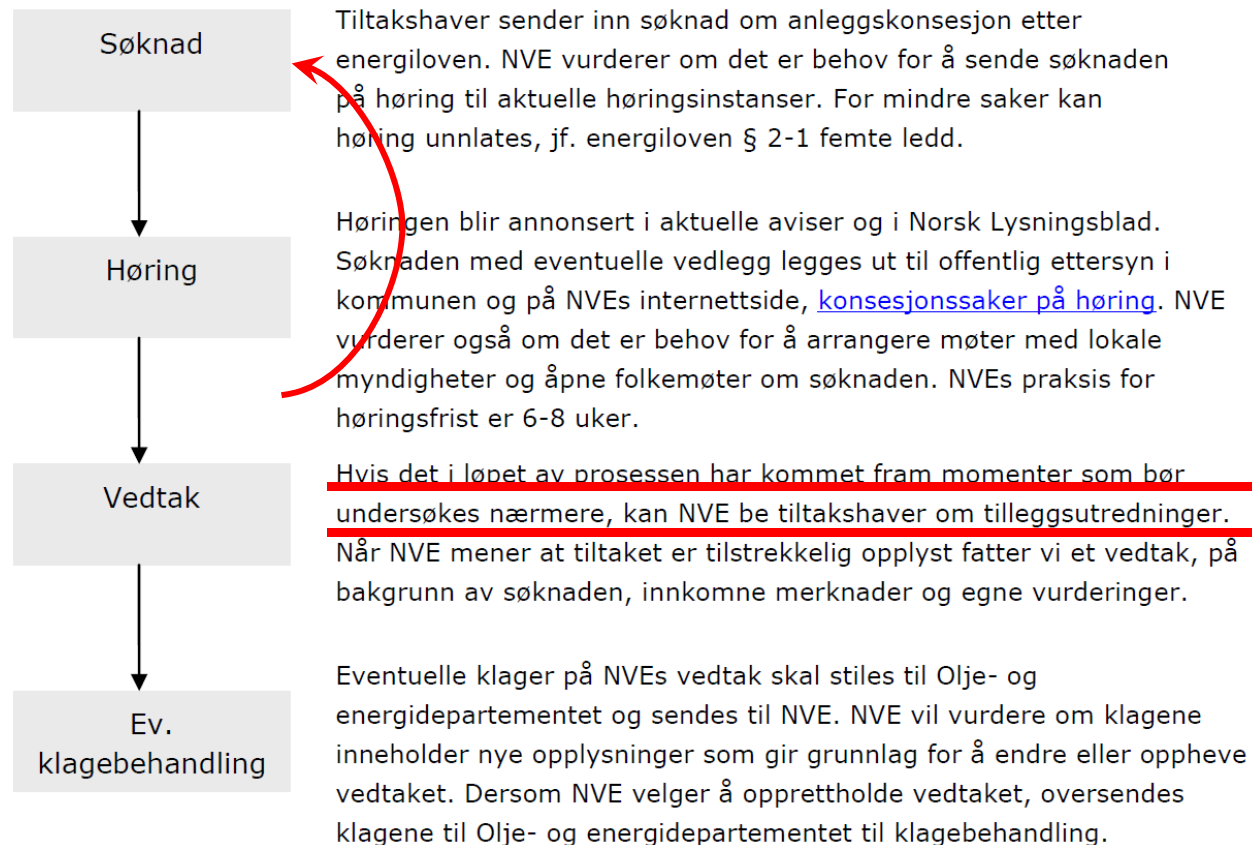 Søknad
Tiltakshaver sender inn søknad om anleggskonsesjon etter
energiloven. NVE vurderer om det er behov for å sende søknaden
på høring til aktuelle høringsinstanser. For mindre saker kan
høring unnlates, jf. energiloven § 2-1 femte ledd.
Høring
Høringen blir annonsert i aktuelle aviser og i Norsk Lysningsblad.
Søknaden med eventuelle vedlegg legges ut til offentlig ettersyn i
kommunen og på NVEs internettside, konsesjonssaker på høring. NVE
vurderer også om det er behov for å arrangere møter med lokale
myndigheter og åpne folkemøter om søknaden. NVEs praksis for
høringsfrist er 6-8 uker.
Vedtak
Hvis det i løpet av prosessen har kommet fram momenter som bør
undersøkes nærmere, kan NVE be tiltakshaver om tilleggsutredninger.
Når NVE mener at tiltaket er tilstrekkelig opplyst fatter vi et vedtak, på
bakgrunn av søknaden, innkomne merknader og egne vurderinger.
Ev.
klagebehandling
Eventuelle klager på NVEs vedtak skal stiles til Olje- og
energidepartementet og sendes til NVE. NVE vil vurdere om klagene
inneholder nye opplysninger som gir grunnlag for å endre eller oppheve
vedtaket. Dersom NVE velger å opprettholde vedtaket, oversendes
klagene til Olje- og energidepartementet til klagebehandling.